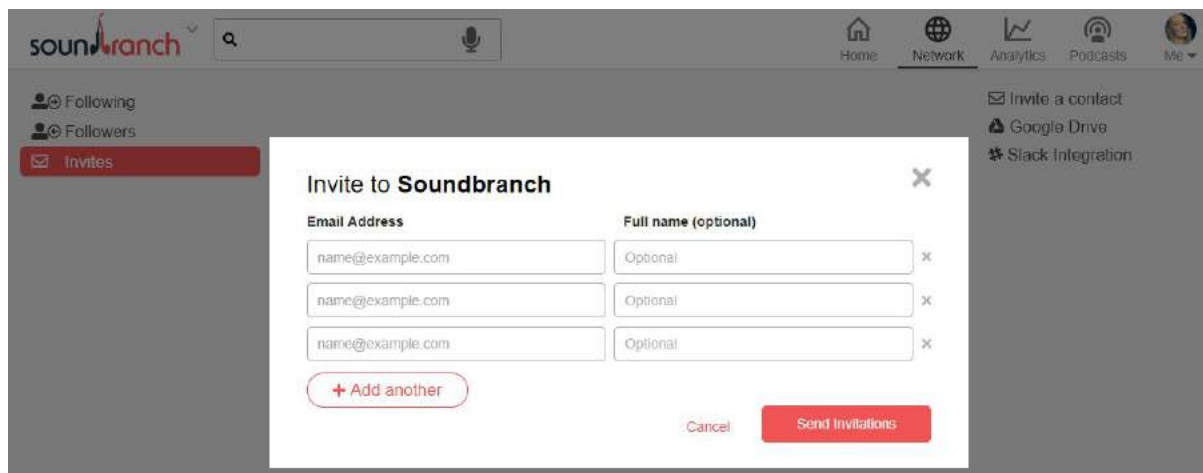 soundbranch
Home
Network
Analytics
Podcasts
Me
Following
Followers
Invites
Invite a contact
Google Drive
Slack Integration
Invite to Soundbranch
Email Address Full name (optional)
name@example.com Optional
name@example.com Optional
name@example.com Optional
+ Add another
Cancel Send Invitations